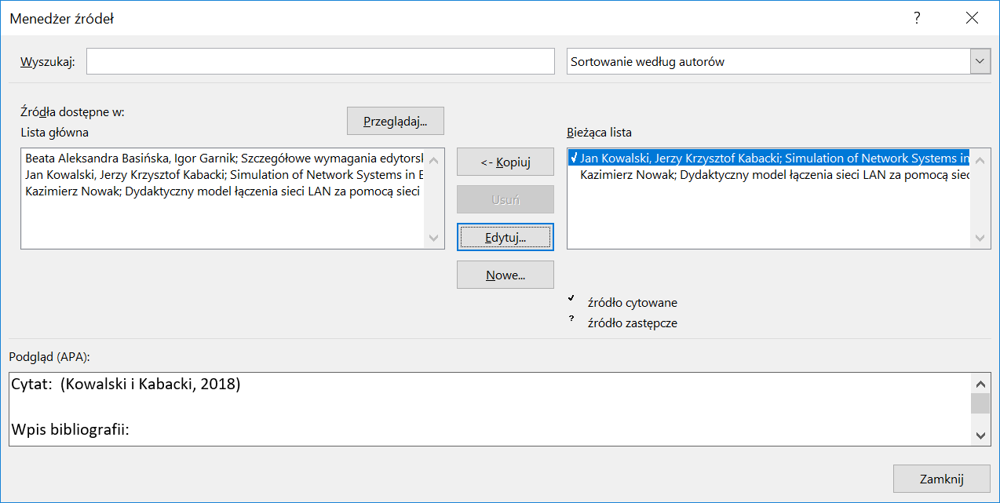 Menedżer źródeł
?
Wyszukaj:
Sortowanie według autorów
Źródła dostępne w:
Lista główna
Przeglądaj...
Bieżąca lista
Beata Aleksandra Basińska, Igor Garnik; Szczegółowe wymagania edytorsl
Jan Kowalski, Jerzy Krzysztof Kabacki; Simulation of Network Systems in E
Kazimierz Nowak; Dydaktyczny model łączenia sieci LAN za pomocą sieci
<- Kopiuj
Usuń
Edytuj...
Nowe...
✓ Jan Kowalski, Jerzy Krzysztof Kabacki; Simulation of Network Systems in
Kazimierz Nowak; Dydaktyczny model łączenia sieci LAN za pomocą siec
✓ źródło cytowane
? źródło zastępcze
Podgląd (APA):
Cytat: (Kowalski i Kabacki, 2018)
Wpis bibliografii:
Zamknij